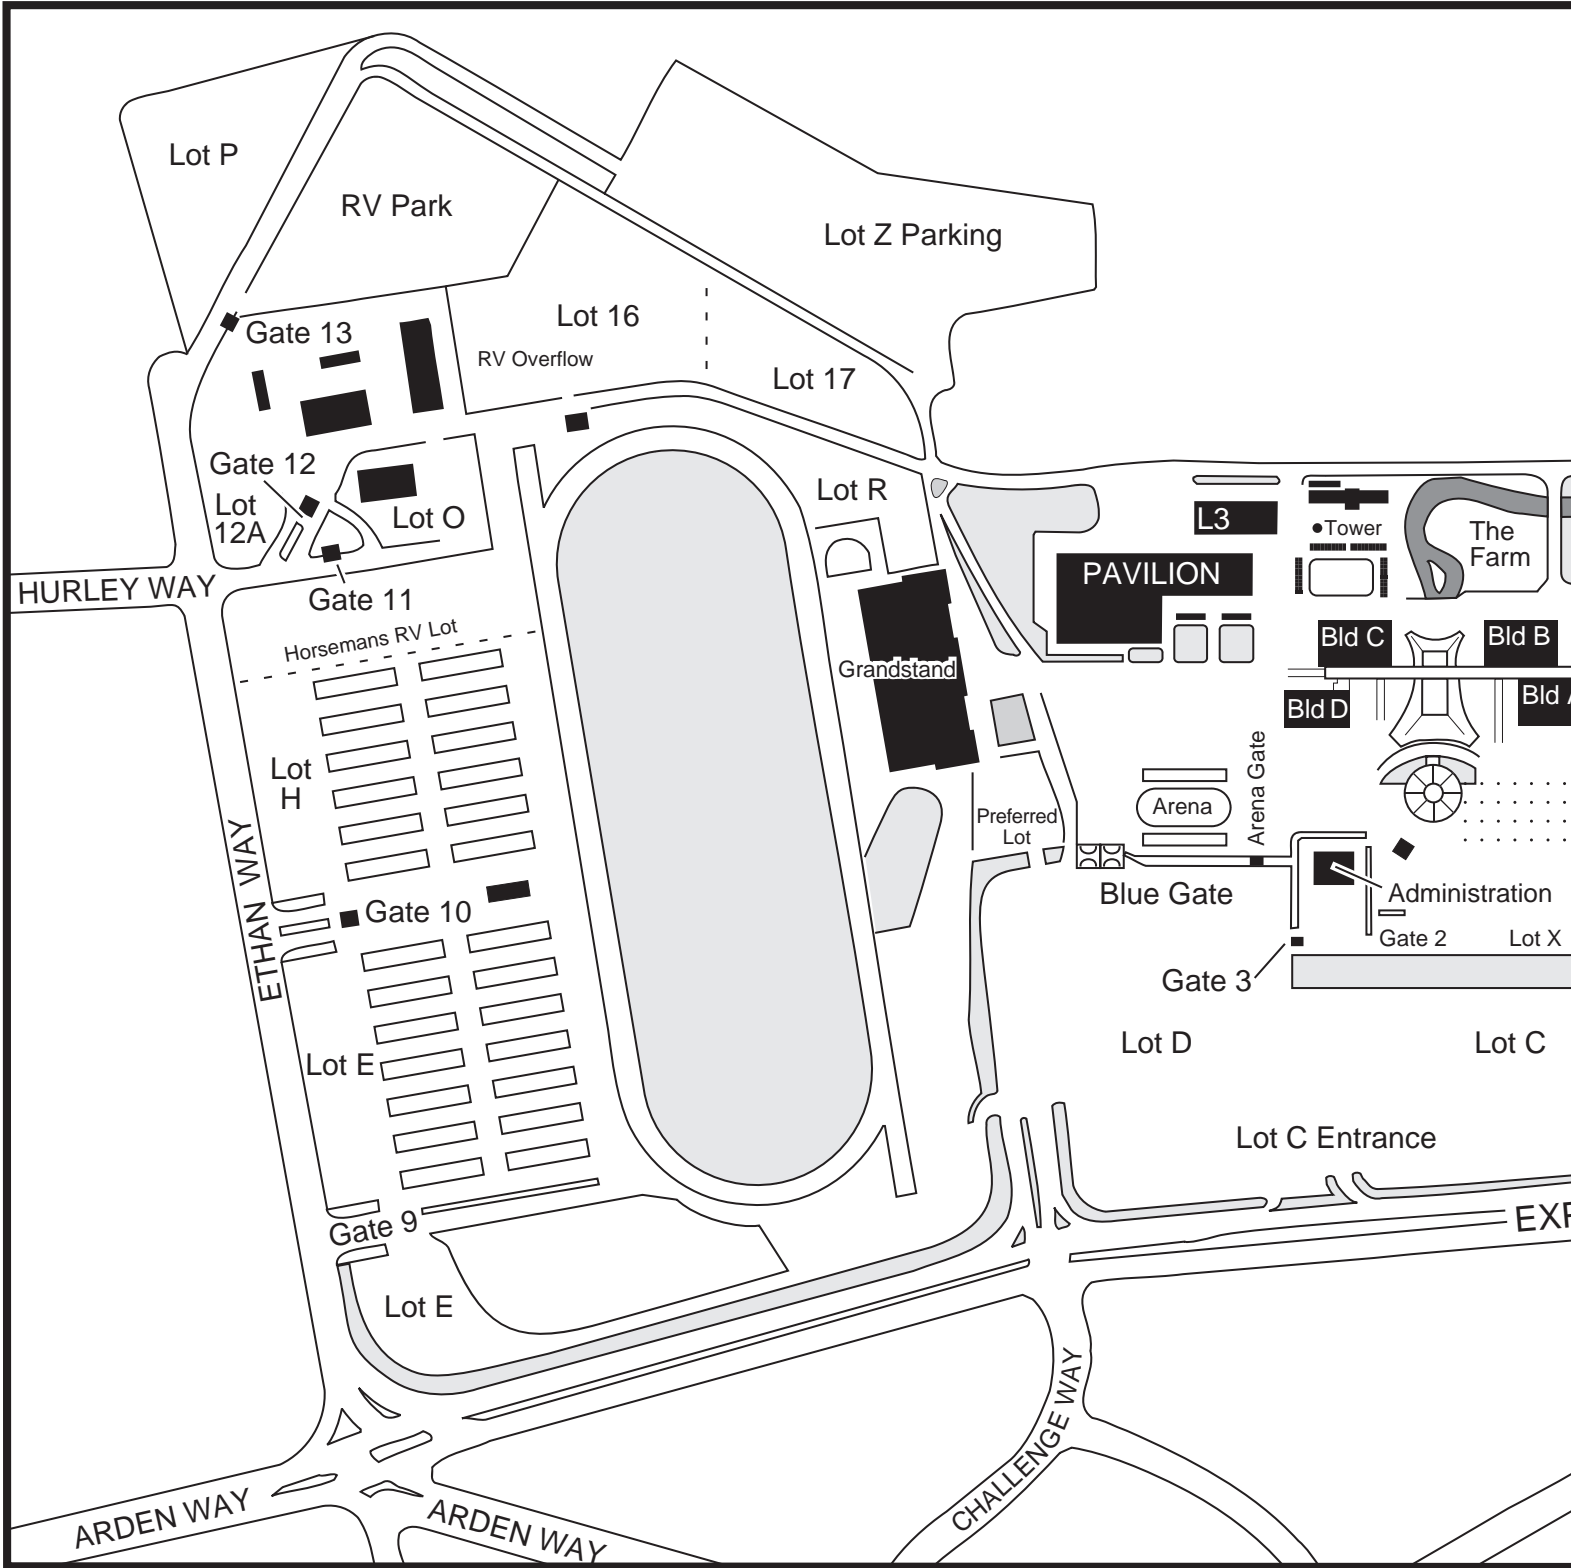 Lot P
RV Park
Lot Z Parking
Gate 13
Lot 16
RV Overflow
Lot 17
Gate 12
Lot
12A
Lot O
Lot R
L3
Tower
The
Farm
HURLEY WAY
Gate 11
PAVILION
Horsemans RV Lot
Bld C
Bld B
Grandstand
Bld D
Bld A
Lot
H
Arena Gate
Arena
Preferred
Lot
ETHAN WAY
Gate 10
Blue Gate
Administration
Gate 2
Lot X
Gate 3
Lot E
Lot D
Lot C
Lot C Entrance
Gate 9
EXP
Lot E
CHALLENGE WAY
ARDEN WAY
ARDEN WAY